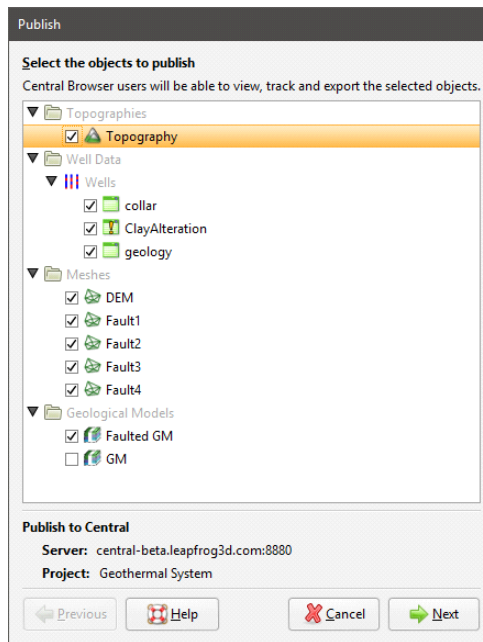 Publish
Select the objects to publish
Central Browser users will be able to view, track and export the selected objects.
Topographies
Topography
Well Data
Wells
collar
ClayAlteration
geology
Meshes
DEM
Fault1
Fault2
Fault3
Fault4
Geological Models
Faulted GM
GM
Publish to Central
Server: central-beta.leapfrog3d.com:8880
Project: Geothermal System
Previous Help Cancel Next